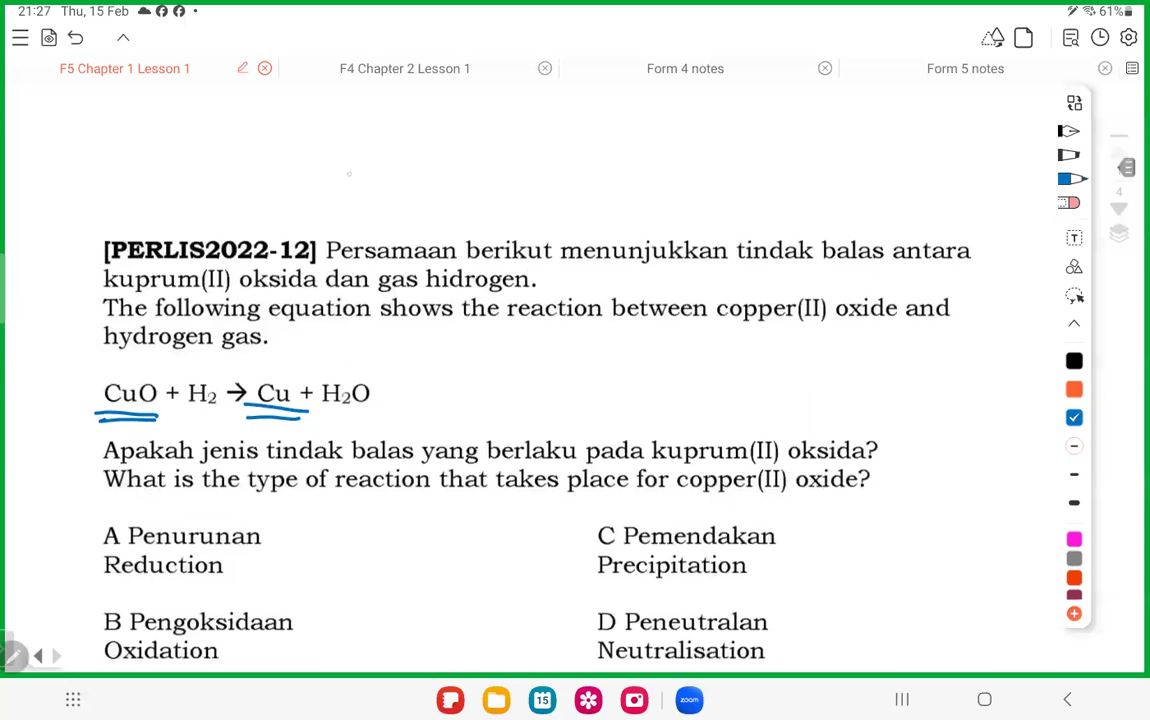 21:27 Thu, 15 Feb 61%
F5 Chapter 1 Lesson 1 F4 Chapter 2 Lesson 1 Form 4 notes Form 5 notes
4
[PERLIS2022-12] Persamaan berikut menunjukkan tindak balas antara
kuprum(II) oksida dan gas hidrogen.
The following equation shows the reaction between copper(II) oxide and
hydrogen gas.
CuO + H₂ → Cu + H₂O
Apakah jenis tindak balas yang berlaku pada kuprum(II) oksida?
What is the type of reaction that takes place for copper(II) oxide?
A Penurunan
Reduction
B Pengoksidaan
Oxidation
C Pemendakan
Precipitation
D Peneutralan
Neutralisation
15
zoom